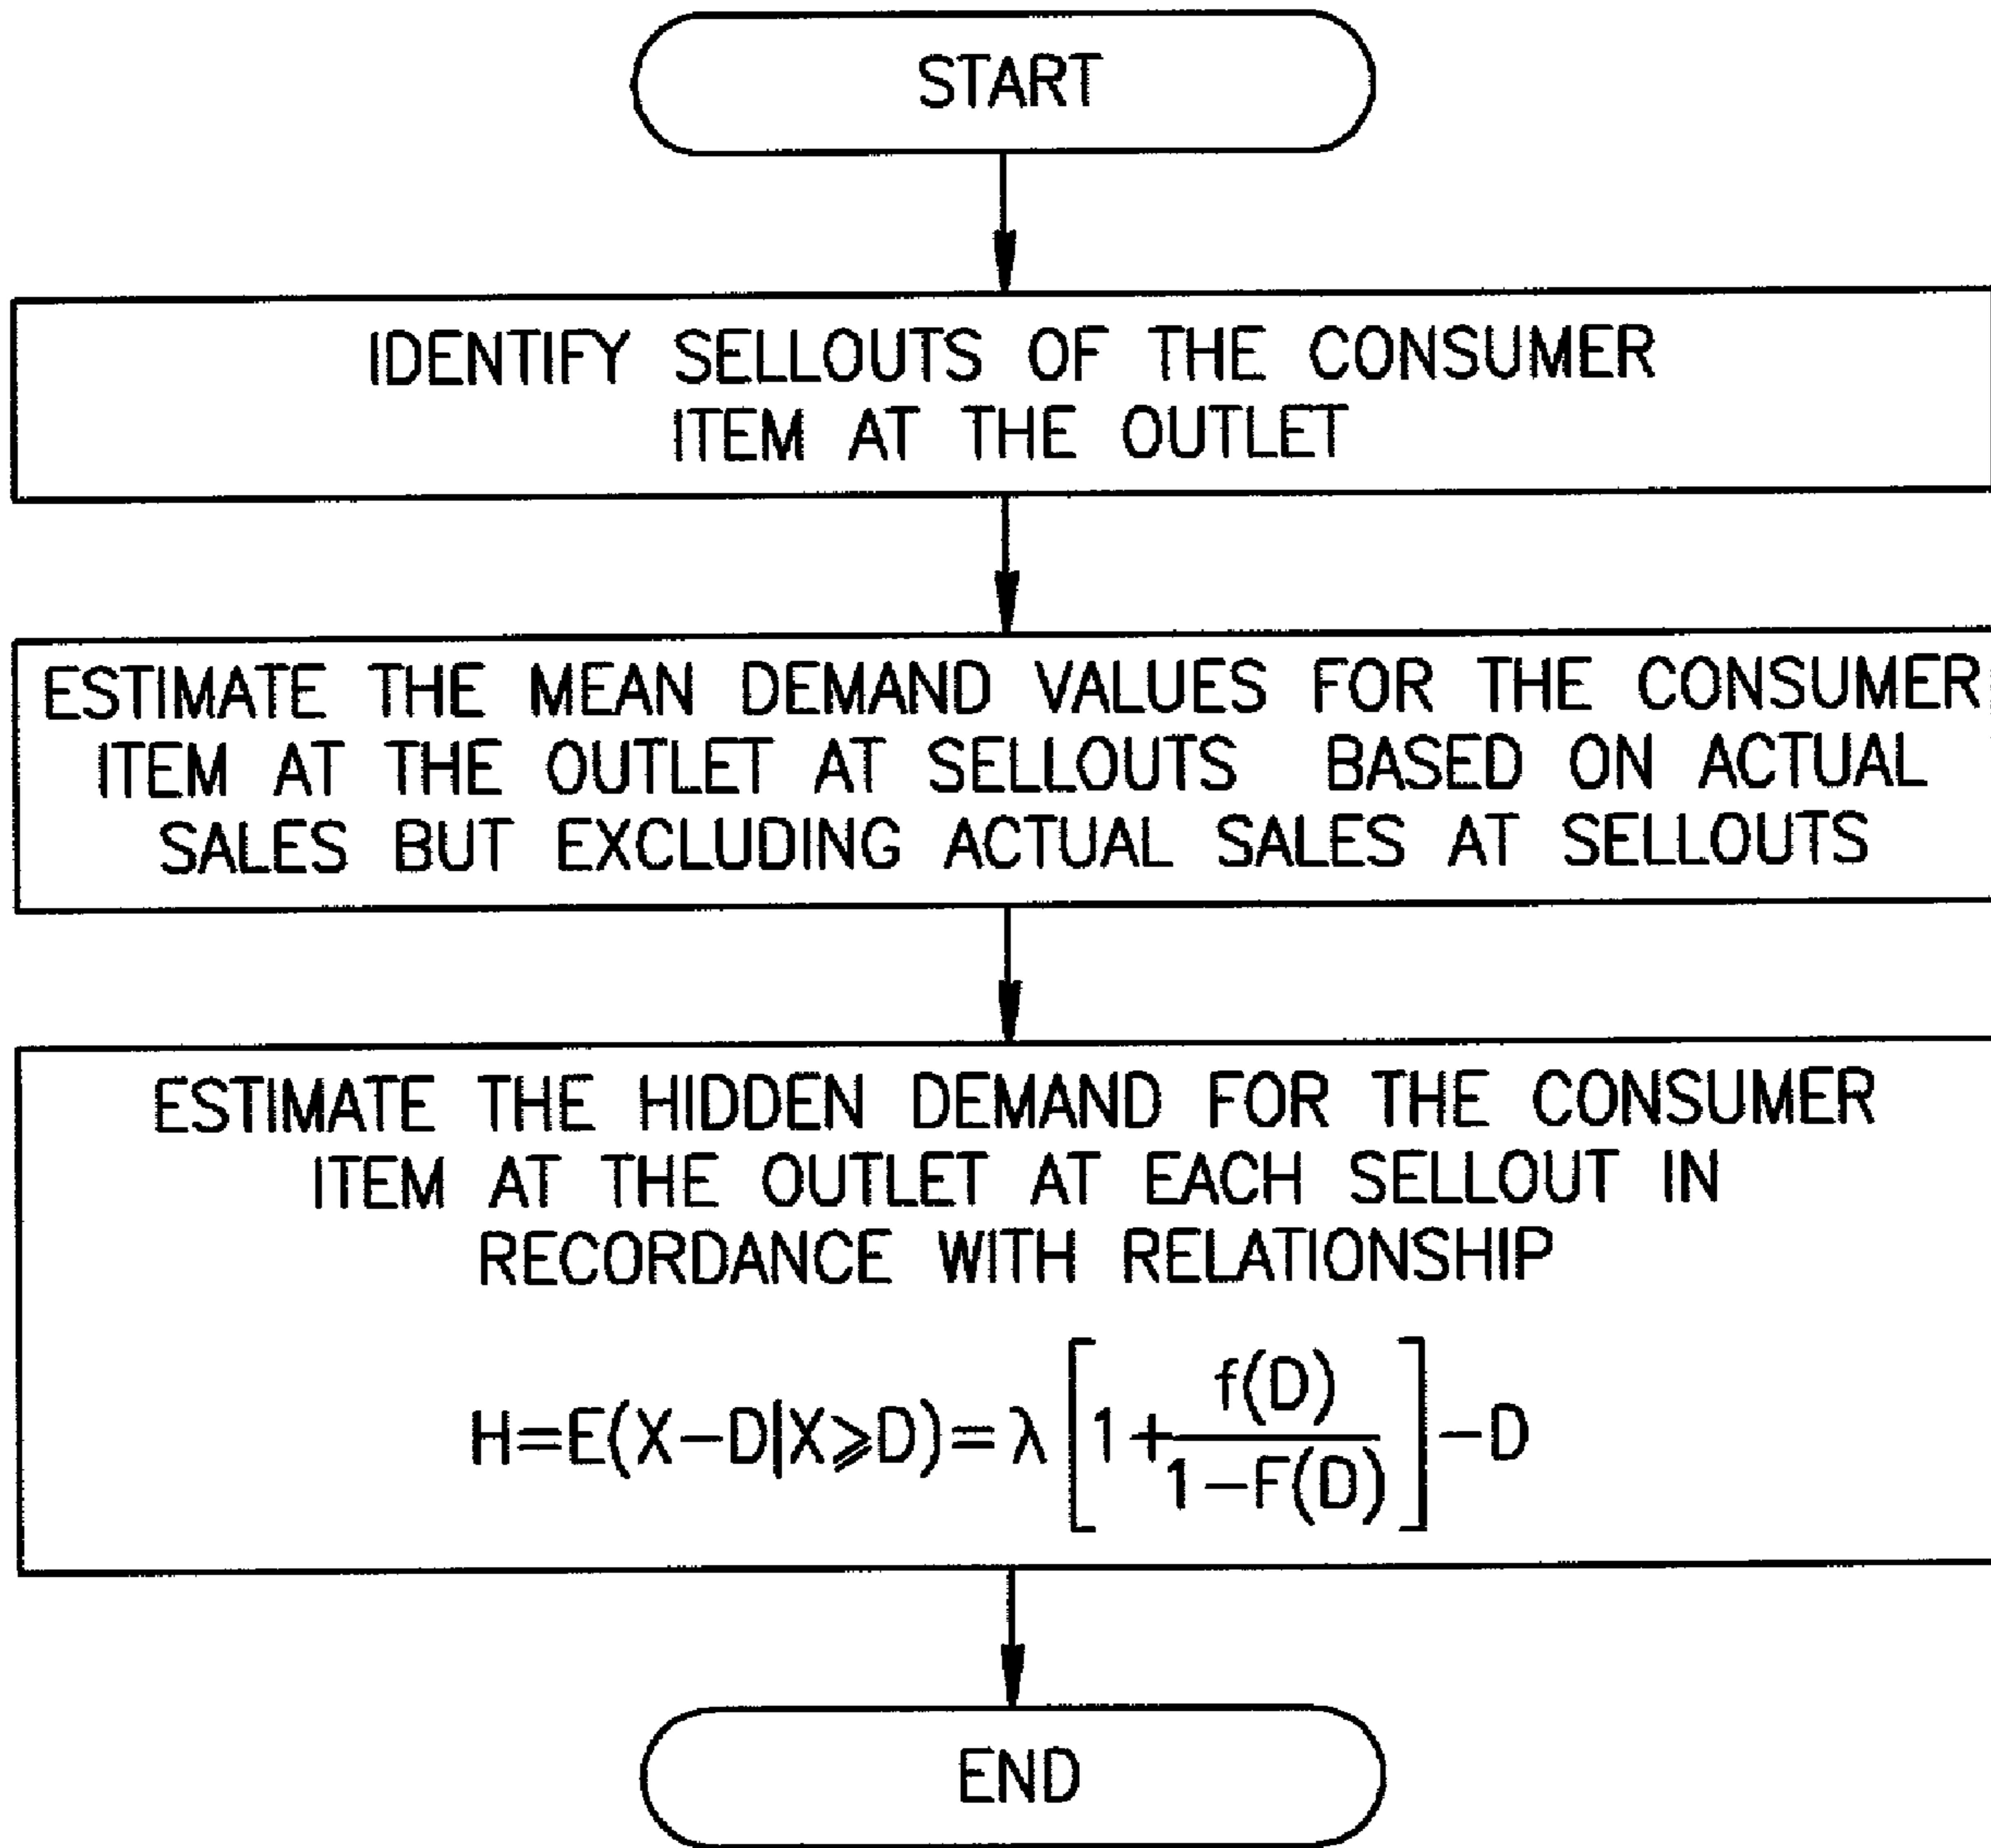 START
IDENTIFY SELLOUTS OF THE CONSUMER
ITEM AT THE OUTLET
ESTIMATE THE MEAN DEMAND VALUES FOR THE CONSUMER
ITEM AT THE OUTLET AT SELLOUTS BASED ON ACTUAL
SALES BUT EXCLUDING ACTUAL SALES AT SELLOUTS
ESTIMATE THE HIDDEN DEMAND FOR THE CONSUMER
ITEM AT THE OUTLET AT EACH SELLOUT IN
RECORDANCE WITH RELATIONSHIP
H=E(X-D|X⩾D)=λ[1+f(D)/(1-F(D))]-D
END